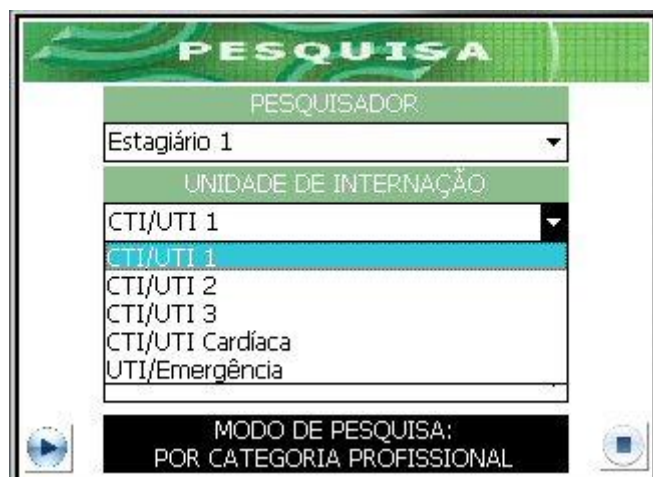 PESQUISA
PESQUISADOR
Estagiário 1
UNIDADE DE INTERNAÇÃO
CTI/UTI 1
CTI/UTI 1
CTI/UTI 2
CTI/UTI 3
CTI/UTI Cardíaca
UTI/Emergência
MODO DE PESQUISA:
POR CATEGORIA PROFISSIONAL